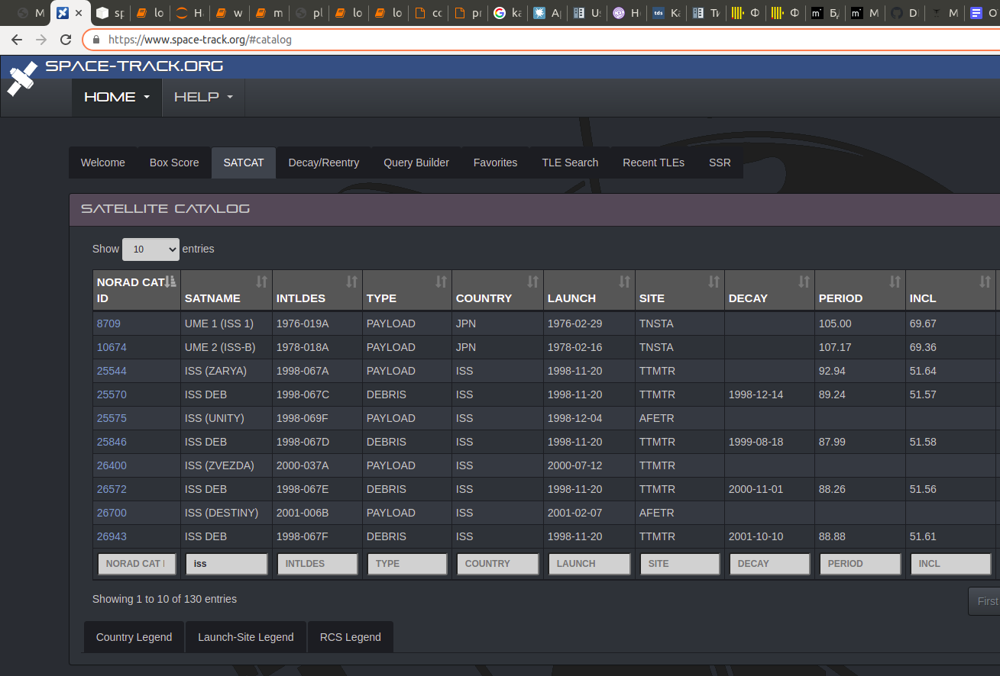 M sp lo H w m pl lo lo co pr ka Ap Us Ho Ka Ти Ф Ф М D M O
https://www.space-track.org/#catalog
SPACE-TRACK.ORG
HOME HELP
Welcome Box Score SATCAT Decay/Reentry Query Builder Favorites TLE Search Recent TLEs SSR
SATELLITE CATALOG
Show 10 entries
NORAD CAT ID SATNAME INTLDES TYPE COUNTRY LAUNCH SITE DECAY PERIOD INCL
8709 UME 1 (ISS 1) 1976-019A PAYLOAD JPN 1976-02-29 TNSTA 105.00 69.67
10674 UME 2 (ISS-B) 1978-018A PAYLOAD JPN 1978-02-16 TNSTA 107.17 69.36
25544 ISS (ZARYA) 1998-067A PAYLOAD ISS 1998-11-20 TTMTR 92.94 51.64
25570 ISS DEB 1998-067C DEBRIS ISS 1998-11-20 TTMTR 1998-12-14 89.24 51.57
25575 ISS (UNITY) 1998-069F PAYLOAD ISS 1998-12-04 AFETR
25846 ISS DEB 1998-067D DEBRIS ISS 1998-11-20 TTMTR 1999-08-18 87.99 51.58
26400 ISS (ZVEZDA) 2000-037A PAYLOAD ISS 2000-07-12 TTMTR
26572 ISS DEB 1998-067E DEBRIS ISS 1998-11-20 TTMTR 2000-11-01 88.26 51.56
26700 ISS (DESTINY) 2001-006B PAYLOAD ISS 2001-02-07 AFETR
26943 ISS DEB 1998-067F DEBRIS ISS 1998-11-20 TTMTR 2001-10-10 88.88 51.61
NORAD CAT iss INTLDES TYPE COUNTRY LAUNCH SITE DECAY PERIOD INCL
Showing 1 to 10 of 130 entries
First
Country Legend Launch-Site Legend RCS Legend